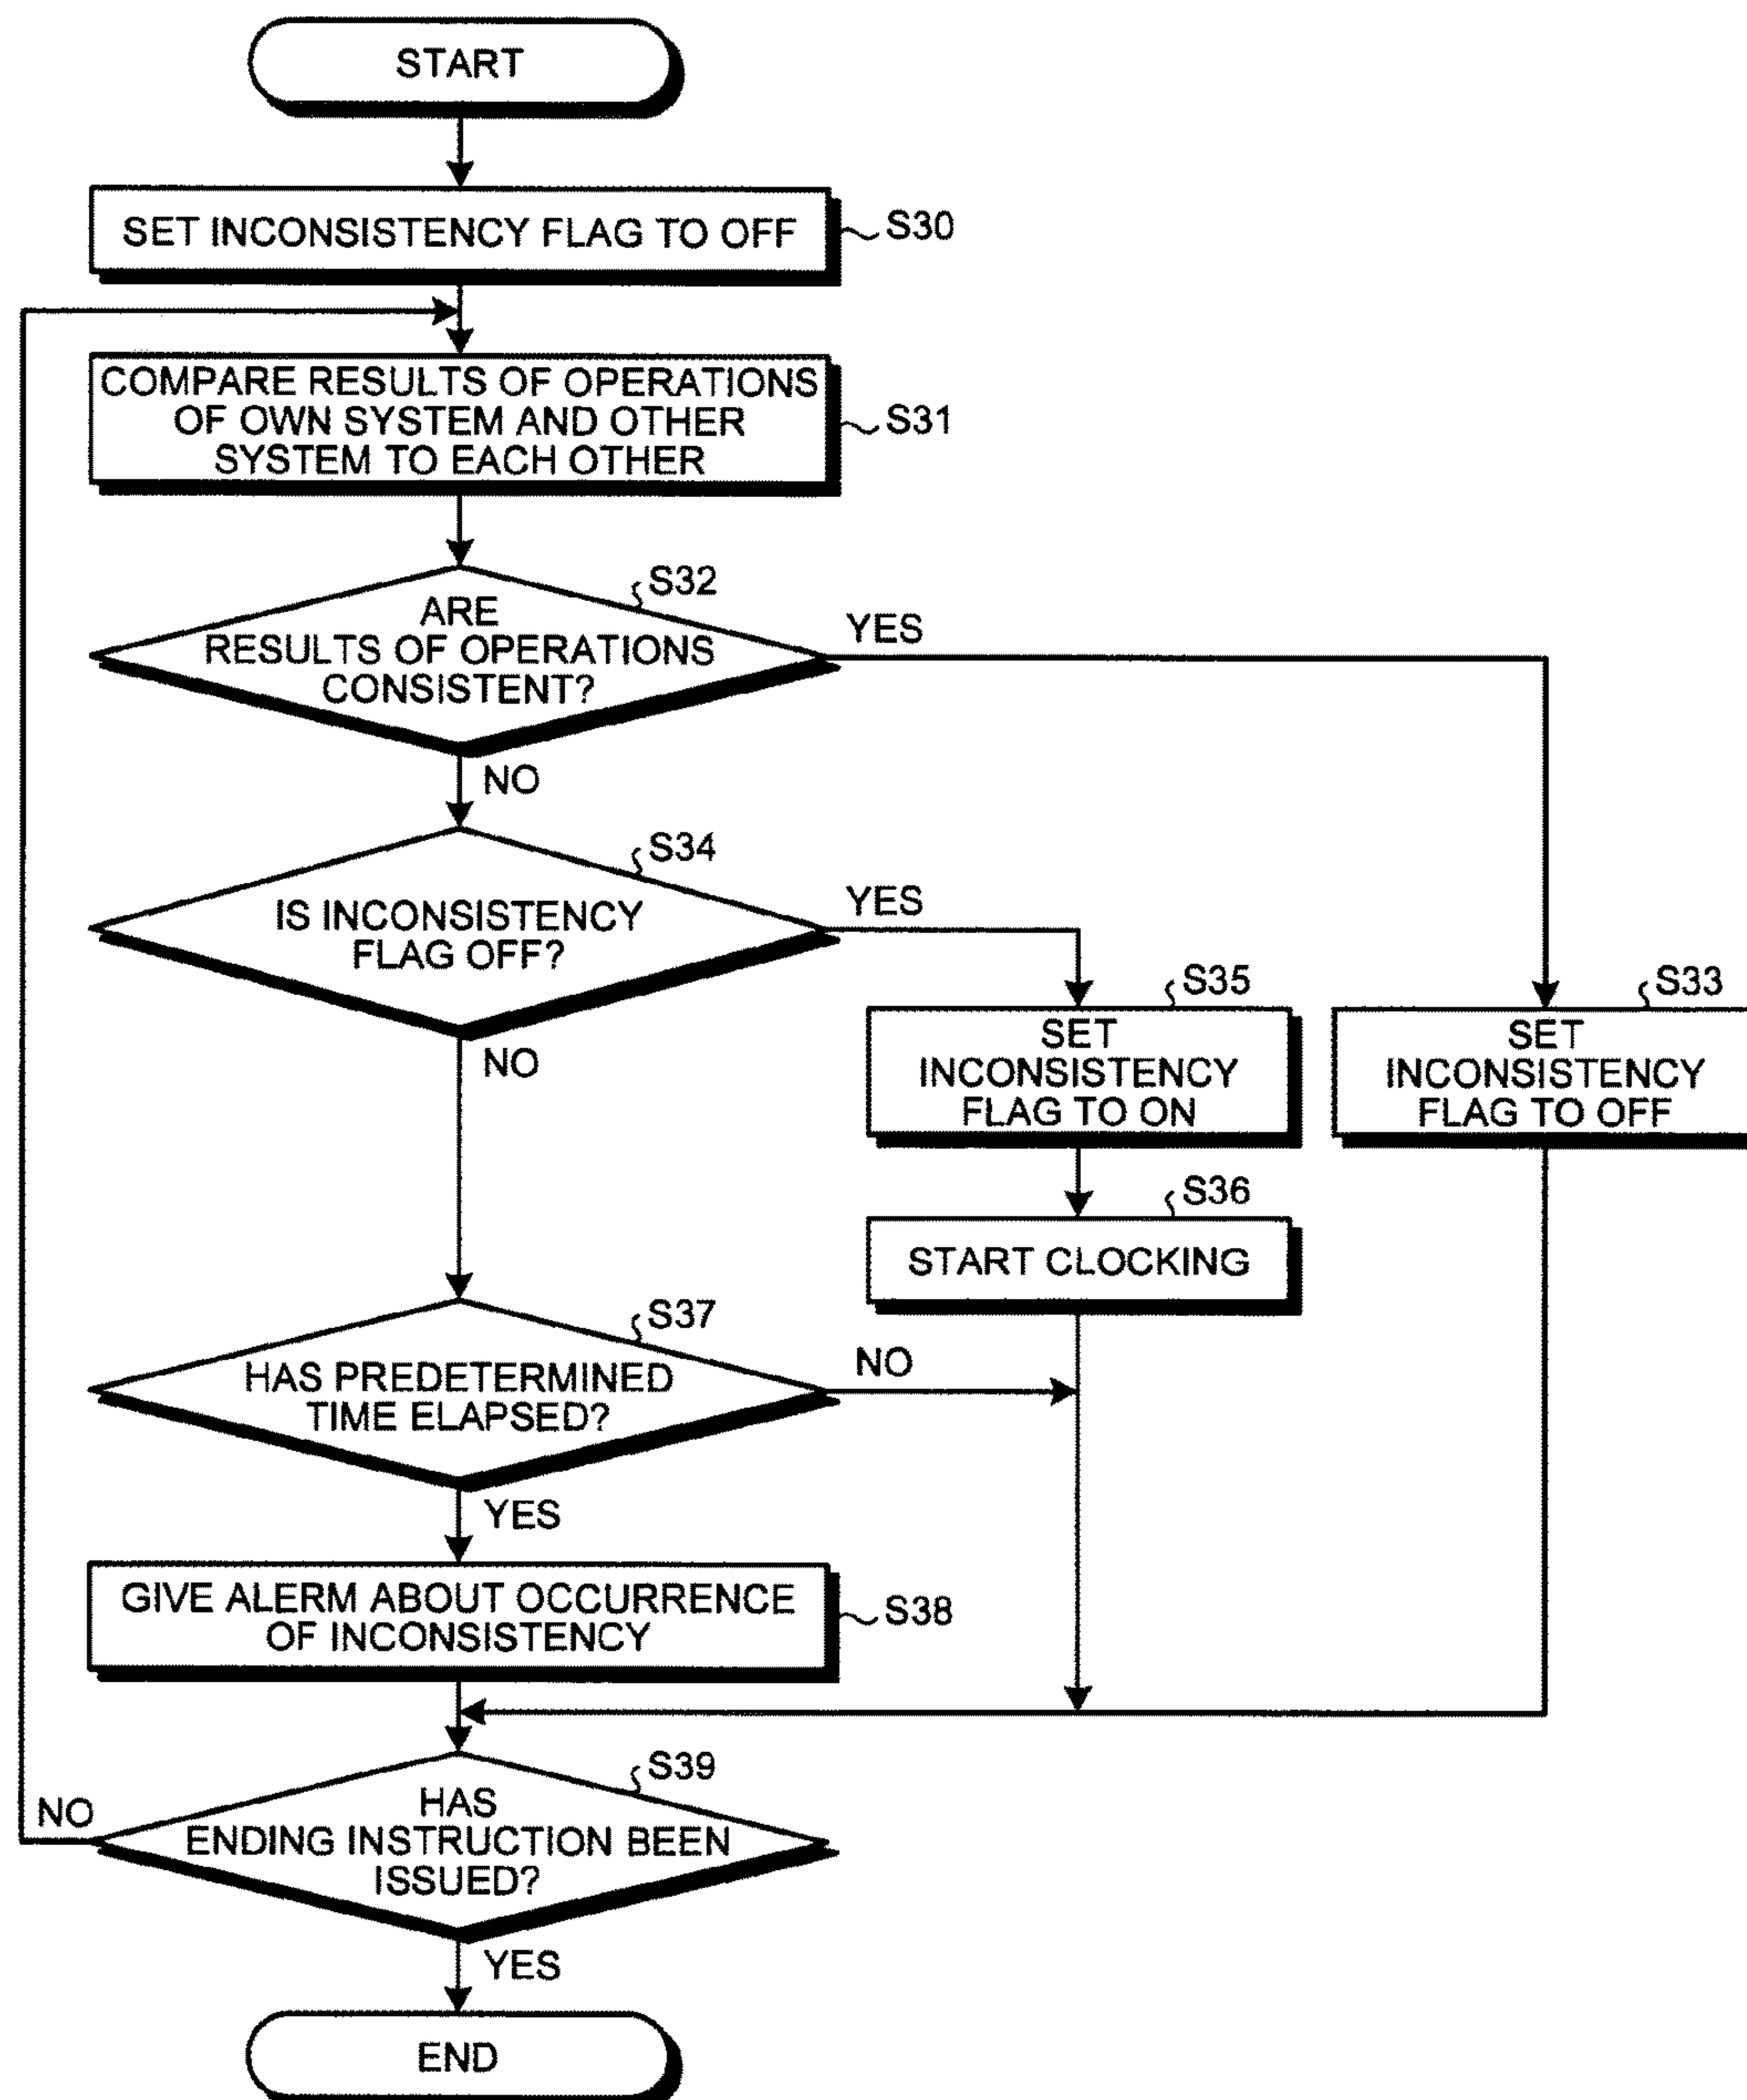 START
SET INCONSISTENCY FLAG TO OFF
S30
COMPARE RESULTS OF OPERATIONS
OF OWN SYSTEM AND OTHER
SYSTEM TO EACH OTHER
S31
S32
ARE
RESULTS OF OPERATIONS
CONSISTENT?
YES
NO
S34
IS INCONSISTENCY
FLAG OFF?
YES
NO
S35
SET
INCONSISTENCY
FLAG TO ON
S33
SET
INCONSISTENCY
FLAG TO OFF
S36
START CLOCKING
S37
HAS PREDETERMINED
TIME ELAPSED?
NO
YES
GIVE ALERM ABOUT OCCURRENCE
OF INCONSISTENCY
S38
S39
HAS
ENDING INSTRUCTION BEEN
ISSUED?
NO
YES
END